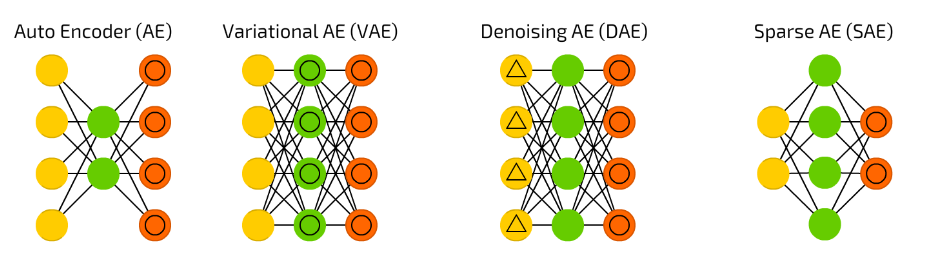 Auto Encoder (AE)
Variational AE (VAE)
Denoising AE (DAE)
Sparse AE (SAE)